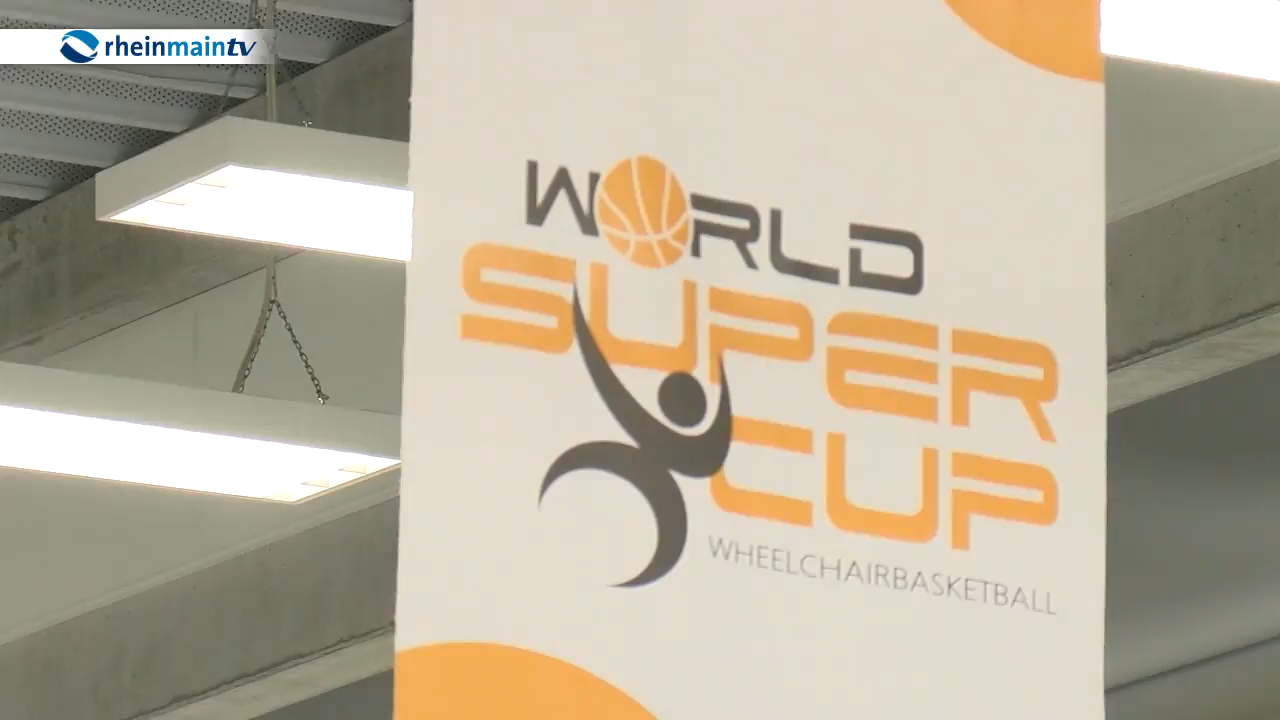 rheinmaintv
WORLD
SUPER
CUP
WHEELCHAIRBASKETBALL